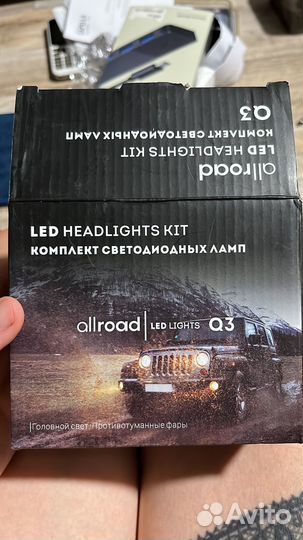 allroad
LED HEADLIGHTS KIT
КОМПЛЕКТ СВЕТОДИОДНЫХ ЛАМП
Q3
LED HEADLIGHTS KIT
КОМПЛЕКТ СВЕТОДИОДНЫХ ЛАМП
allroad | LED LIGHTS Q3
|Головной свет|Противотуманные фары|
Avito